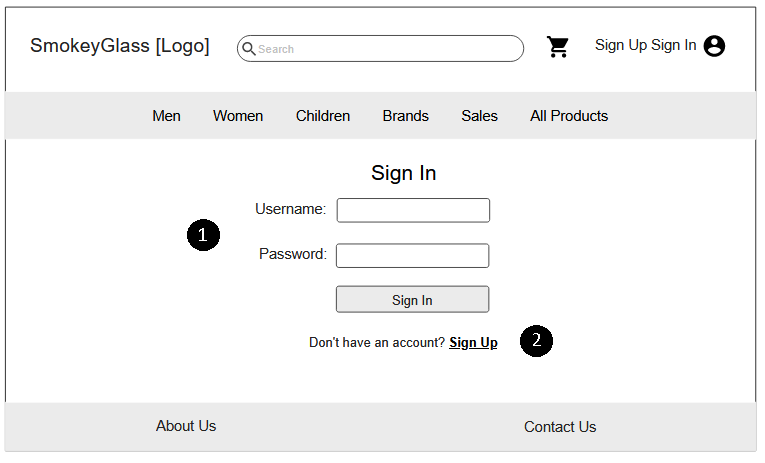 SmokeyGlass [Logo] Search Sign Up Sign In
Men Women Children Brands Sales All Products
Sign In
Username:
1
Password:
Sign In
Don't have an account? Sign Up 2
About Us Contact Us